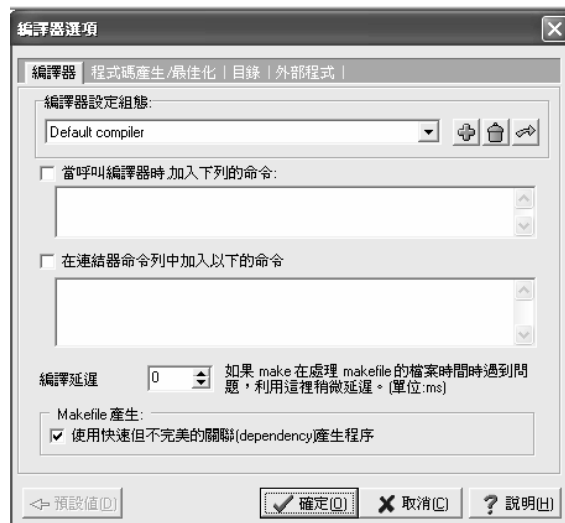 編譯器選項
編譯器 程式碼產生/最佳化 目錄 外部程式
編譯器設定組態:
Default compiler
當呼叫編譯器時,加入下列的命令:
在連結器命令列中加入以下的命令
編譯延遲
0
如果 make 在處理 makefile 的檔案時間時遇到問
題,利用這裡稍微延遲。(單位:ms)
Makefile 產生:
使用快速但不完美的關聯(dependency)產生程序
預設值(D) 確定(O) 取消(C) 說明(H)